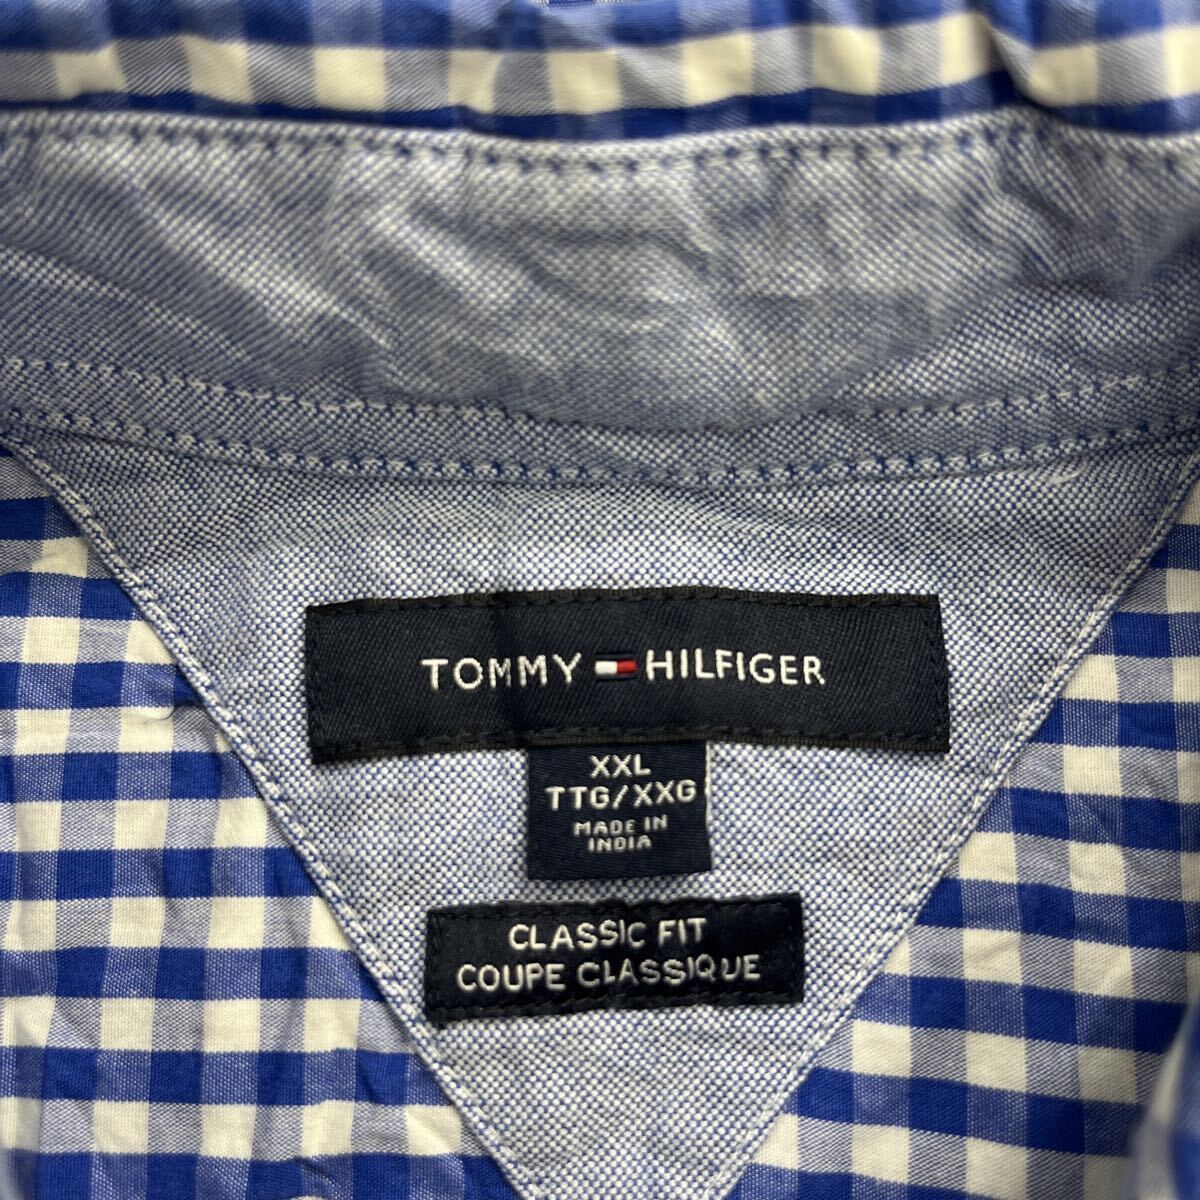 TOMMY HILFIGER
XXL
TTG/XXG
MADE IN
INDIA
CLASSIC FIT
COUPE CLASSIQUE